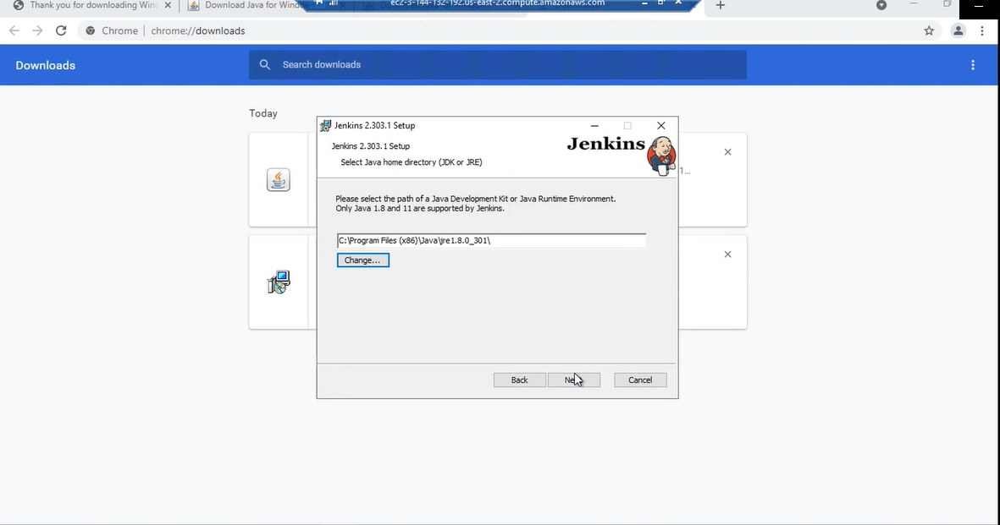 Thank you for downloading Wind
Download Java for Wind
ec2-3-144-132-192.us-east-2.compute.amazonaws.com
Chrome
chrome://downloads
Downloads
Search downloads
Today
Jenkins 2.303.1 Setup
Jenkins 2.303.1 Setup
Select Java home directory (JDK or JRE)
Jenkins
1...
Please select the path of a Java Development Kit or Java Runtime Environment.
Only Java 1.8 and 11 are supported by Jenkins.
C:\Program Files (x86)\Java\jre1.8.0_301\
Change...
Back
Ne
Cancel